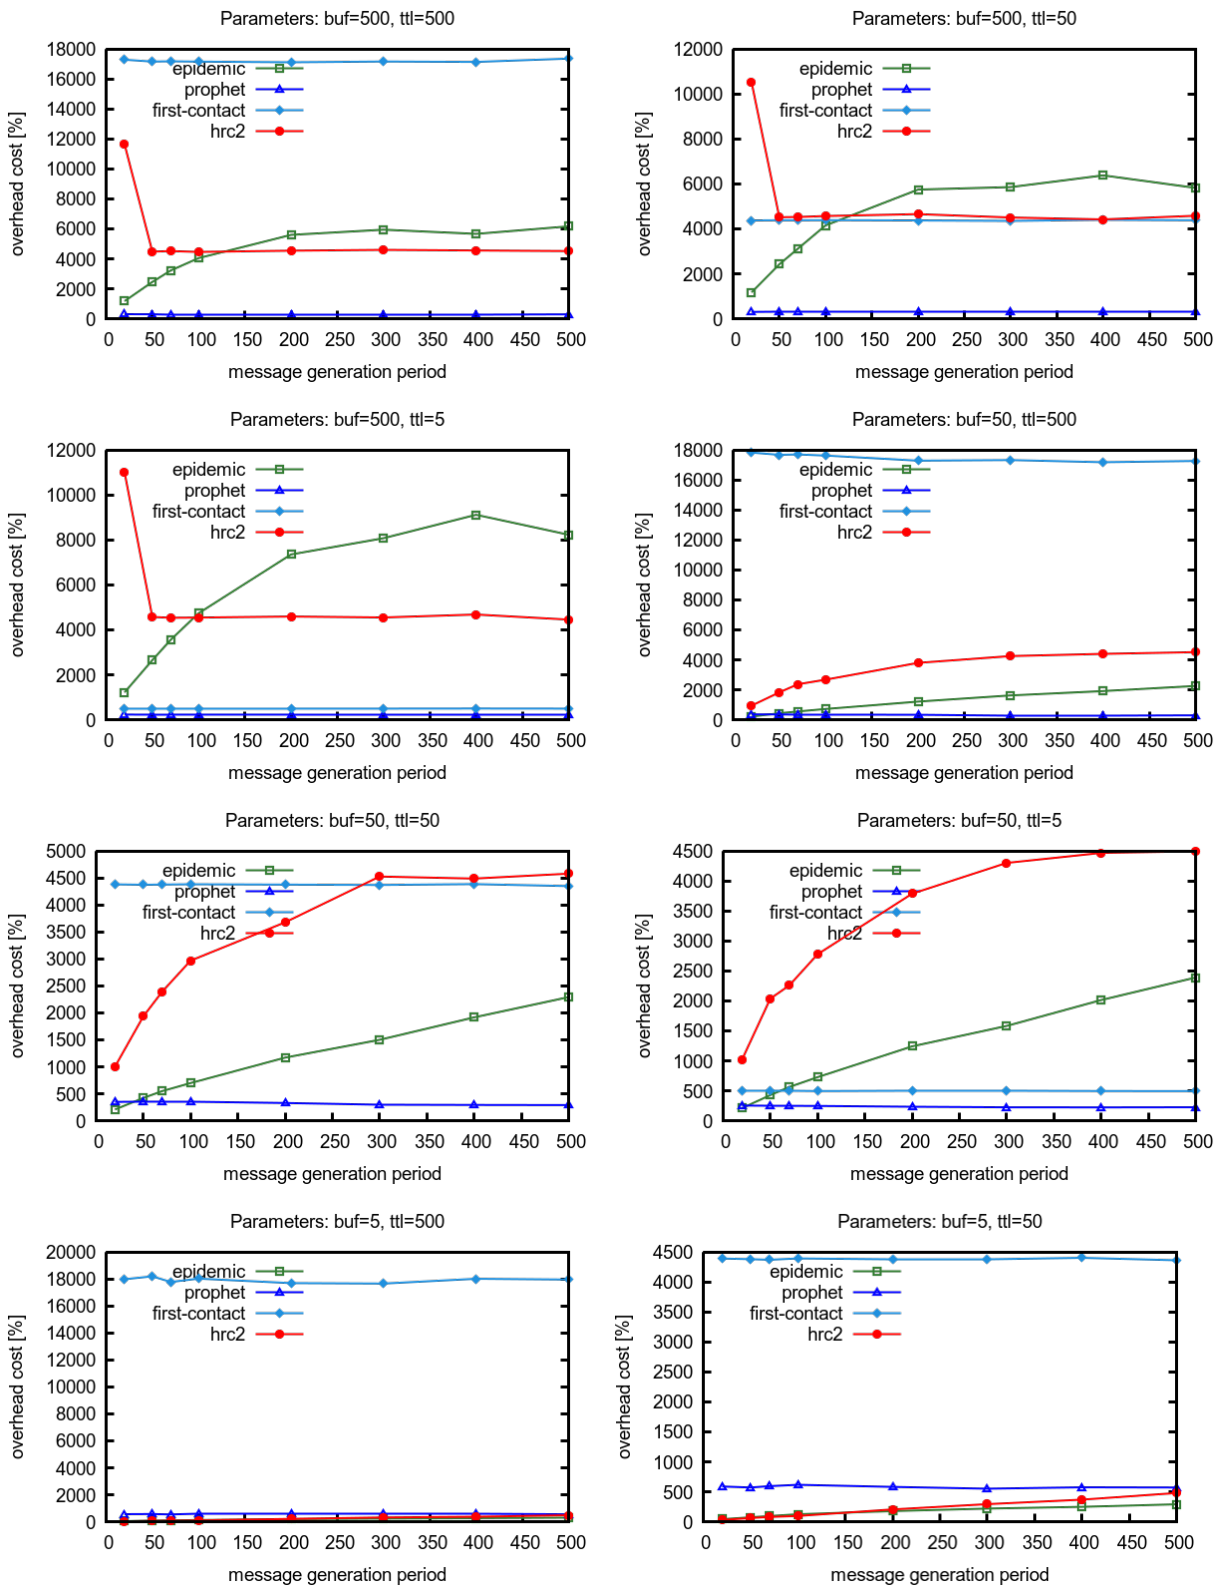 Parameters: buf=500, ttl=500
overhead cost [%]
18000
16000
14000
12000
10000
8000
6000
4000
2000
0
epidemic
prophet
first-contact
hrc2
0 50 100 150 200 250 300 350 400 450 500
message generation period
Parameters: buf=500, ttl=50
overhead cost [%]
12000
10000
8000
6000
4000
2000
0
epidemic
prophet
first-contact
hrc2
0 50 100 150 200 250 300 350 400 450 500
message generation period
Parameters: buf=500, ttl=5
overhead cost [%]
12000
10000
8000
6000
4000
2000
0
epidemic
prophet
first-contact
hrc2
0 50 100 150 200 250 300 350 400 450 500
message generation period
Parameters: buf=50, ttl=500
overhead cost [%]
18000
16000
14000
12000
10000
8000
6000
4000
2000
0
epidemic
prophet
first-contact
hrc2
0 50 100 150 200 250 300 350 400 450 500
message generation period
Parameters: buf=50, ttl=50
overhead cost [%]
5000
4500
4000
3500
3000
2500
2000
1500
1000
500
0
epidemic
prophet
first-contact
hrc2
0 50 100 150 200 250 300 350 400 450 500
message generation period
Parameters: buf=50, ttl=5
overhead cost [%]
4500
4000
3500
3000
2500
2000
1500
1000
500
0
epidemic
prophet
first-contact
hrc2
0 50 100 150 200 250 300 350 400 450 500
message generation period
Parameters: buf=5, ttl=500
overhead cost [%]
20000
18000
16000
14000
12000
10000
8000
6000
4000
2000
0
epidemic
prophet
first-contact
hrc2
0 50 100 150 200 250 300 350 400 450 500
message generation period
Parameters: buf=5, ttl=50
overhead cost [%]
4500
4000
3500
3000
2500
2000
1500
1000
500
0
epidemic
prophet
first-contact
hrc2
0 50 100 150 200 250 300 350 400 450 500
message generation period